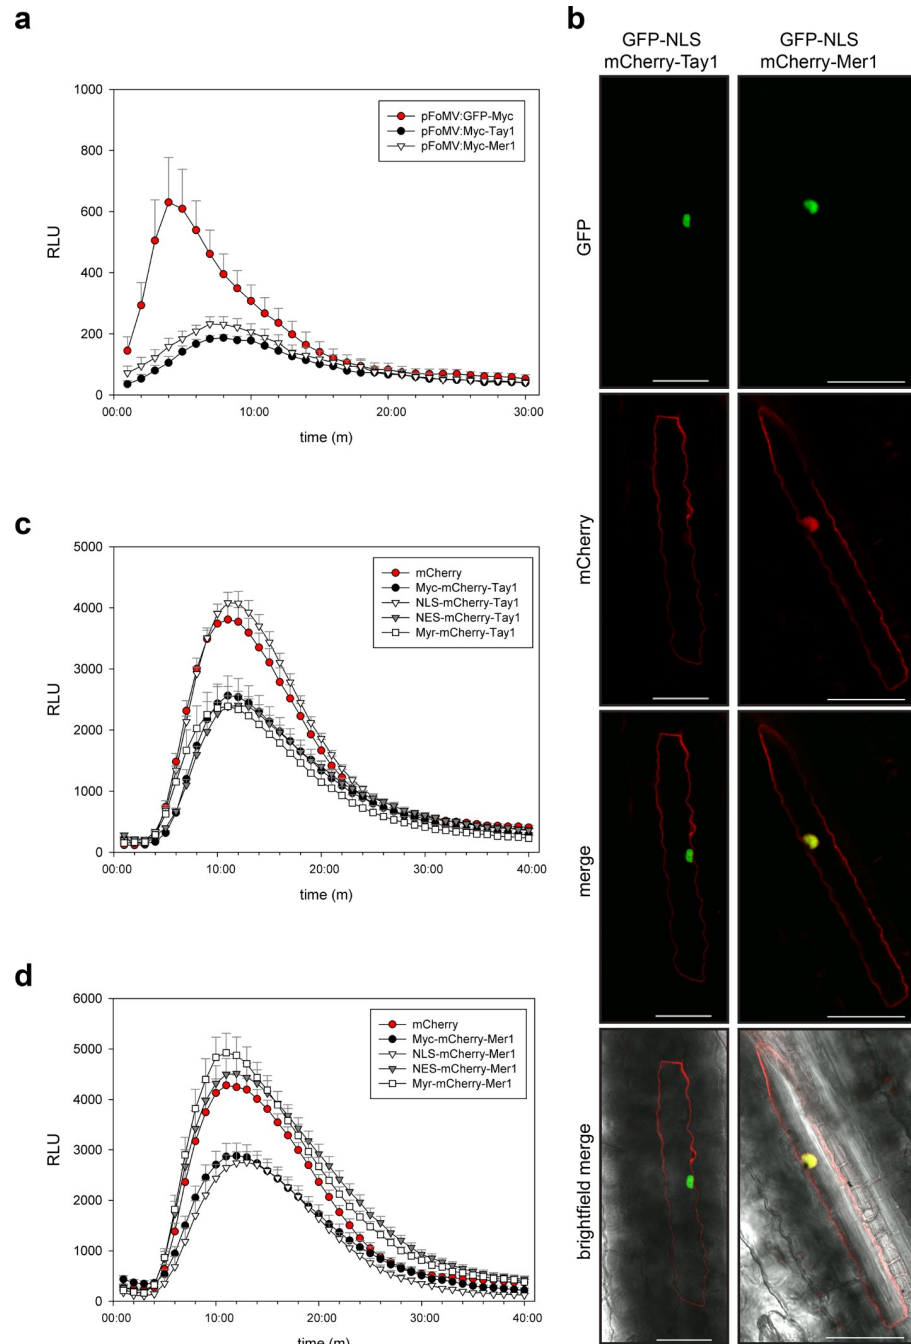 a
1000
800
600
400
200
0
RLU
00:00
10:00
20:00
30:00
time (m)
pFoMV:GFP-Myc
pFoMV:Myc-Tay1
pFoMV:Myc-Mer1
b
GFP-NLS
mCherry-Tay1
GFP-NLS
mCherry-Mer1
GFP
mCherry
merge
brightfield merge
c
5000
4000
3000
2000
1000
0
RLU
00:00
10:00
20:00
30:00
40:00
time (m)
mCherry
Myc-mCherry-Tay1
NLS-mCherry-Tay1
NES-mCherry-Tay1
Myr-mCherry-Tay1
d
6000
5000
4000
3000
2000
1000
0
RLU
00:00
10:00
20:00
30:00
40:00
time (m)
mCherry
Myc-mCherry-Mer1
NLS-mCherry-Mer1
NES-mCherry-Mer1
Myr-mCherry-Mer1